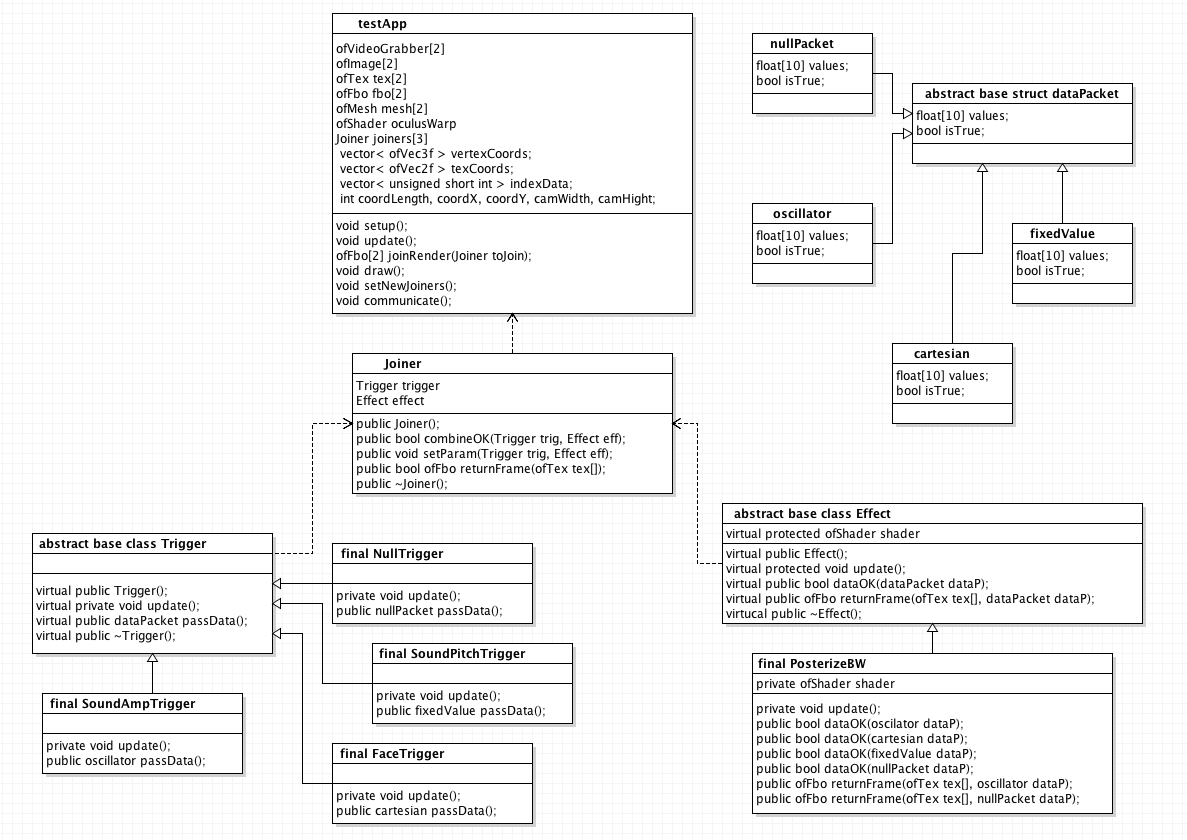 testApp
ofVideoGrabber[2]
ofImage[2]
ofTex tex[2]
ofFbo fbo[2]
ofMesh mesh[2]
ofShader oculusWarp
Joiner joiners[3]
vector< ofVec3f > vertexCoords;
vector< ofVec2f > texCoords;
vector< unsigned short int > indexData;
int coordLength, coordX, coordY, camWidth, camHight;
void setup();
void update();
ofFbo[2] joinRender(Joiner toJoin);
void draw();
void setNewJoiners();
void communicate();
nullPacket
float[10] values;
bool isTrue;
abstract base struct dataPacket
float[10] values;
bool isTrue;
oscillator
float[10] values;
bool isTrue;
fixedValue
float[10] values;
bool isTrue;
cartesian
float[10] values;
bool isTrue;
Joiner
Trigger trigger
Effect effect
public Joiner();
public bool combineOK(Trigger trig, Effect eff);
public void setParam(Trigger trig, Effect eff);
public bool ofFbo returnFrame(ofTex tex[]);
public ~Joiner();
abstract base class Trigger
virtual public Trigger();
virtual private void update();
virtual public dataPacket passData();
virtual public ~Trigger();
final NullTrigger
private void update();
public nullPacket passData();
final SoundPitchTrigger
private void update();
public fixedValue passData();
final SoundAmpTrigger
private void update();
public oscillator passData();
final FaceTrigger
private void update();
public cartesian passData();
abstract base class Effect
virtual protected ofShader shader
virtual public Effect();
virtual protected void update();
virtual public bool dataOK(dataPacket dataP);
virtual public ofFbo returnFrame(ofTex tex[], dataPacket dataP);
virtucal public ~Effect();
final PosterizeBW
private ofShader shader
private void update();
public bool dataOK(oscilator dataP);
public bool dataOK(cartesian dataP);
public bool dataOK(fixedValue dataP);
public bool dataOK(nullPacket dataP);
public ofFbo returnFrame(ofTex tex[], oscillator dataP);
public ofFbo returnFrame(ofTex tex[], nullPacket dataP);